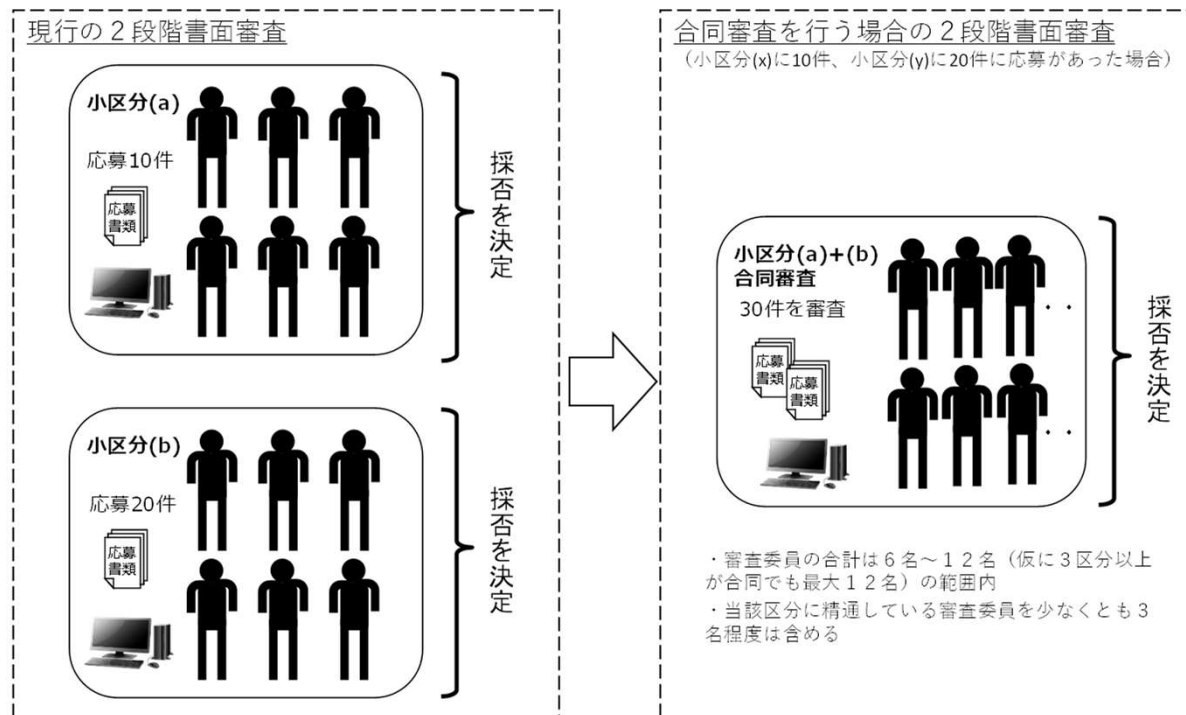 現行の２段階書面審査
小区分(a)
応募10件
応募
書類
採否を決定
小区分(b)
応募20件
応募
書類
採否を決定
合同審査を行う場合の２段階書面審査
（小区分(x)に10件、小区分(y)に20件に応募があった場合）
小区分(a)+(b)
合同審査
30件を審査
応募
書類
応募
書類
・・
・・
採否を決定
・審査委員の合計は６名～１２名（仮に３区分以上
が合同でも最大１２名）の範囲内
・当該区分に精通している審査委員を少なくとも３
名程度は含める